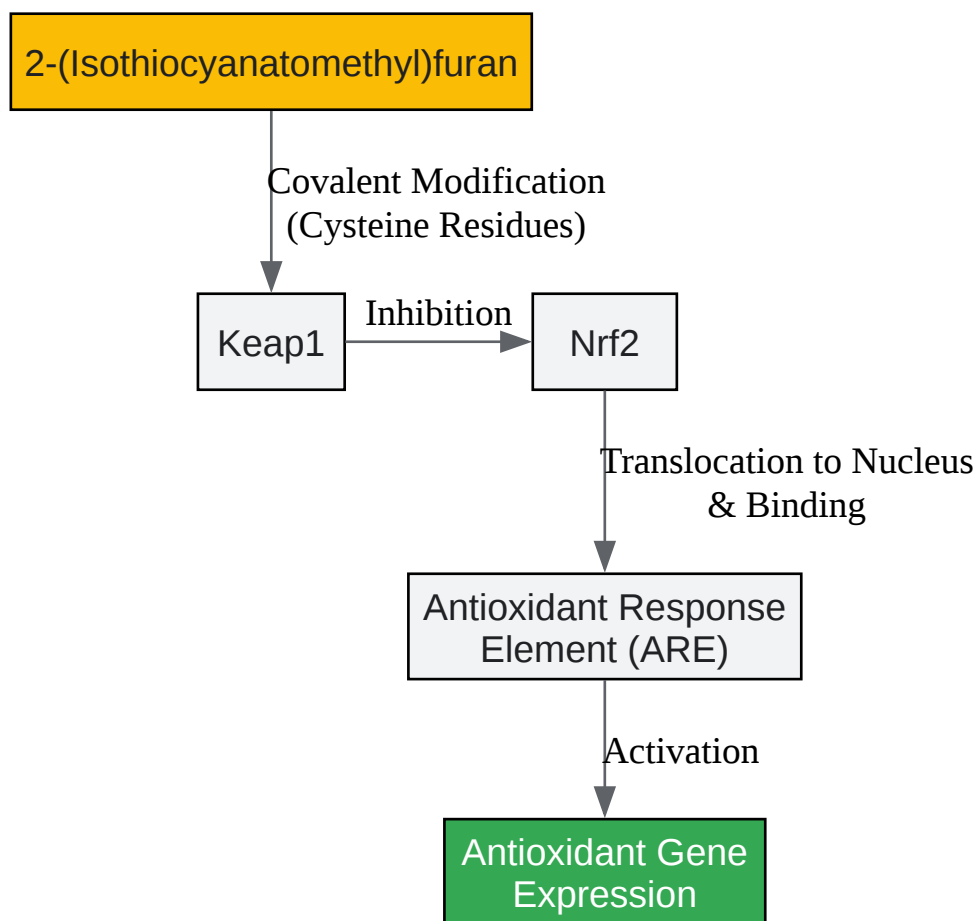 2-(Isothiocyanatomethyl)furan
Covalent Modification
(Cysteine Residues)
Inhibition
Keap1
Nrf2
Translocation to Nucleus
& Binding
Antioxidant Response
Element (ARE)
Activation
Antioxidant Gene
Expression